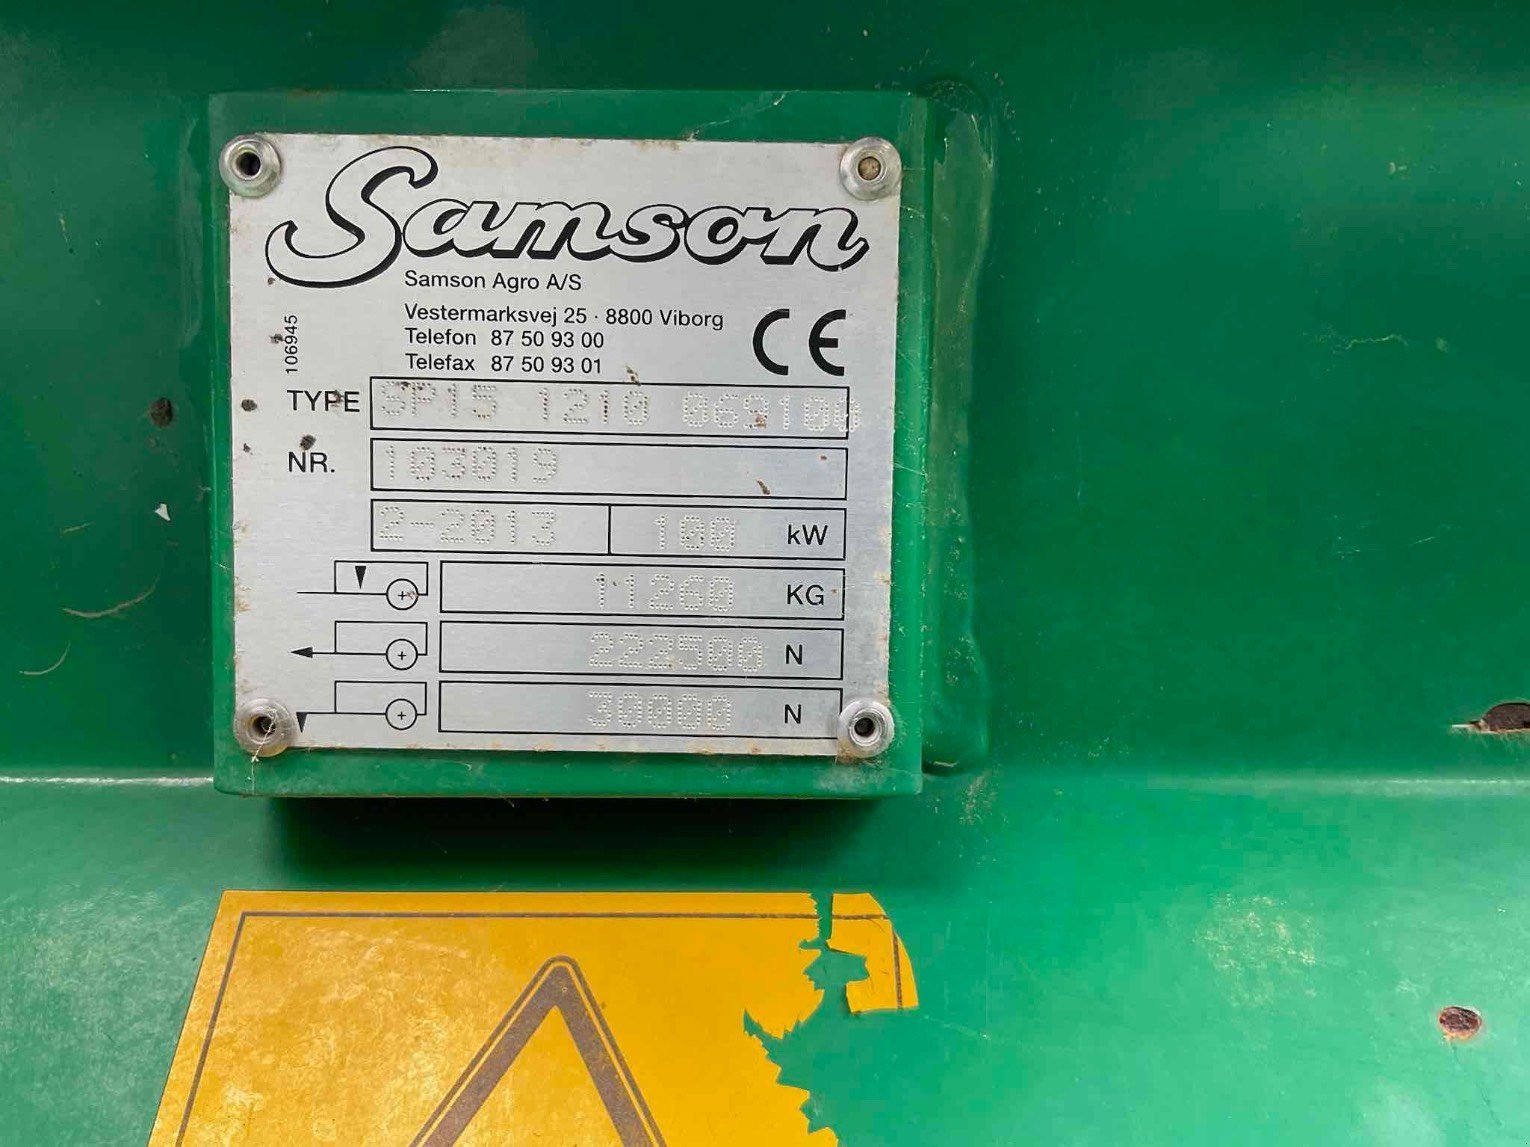 Samson
Samson Agro A/S
Vestermarksvej 25 · 8800 Viborg
Telefon 87 50 93 00
Telefax 87 50 93 01
CE
106945
TYPE SP15 1210 069100
NR. 103019
2-2013 100 kW
11260 KG
222500 N
30000 N